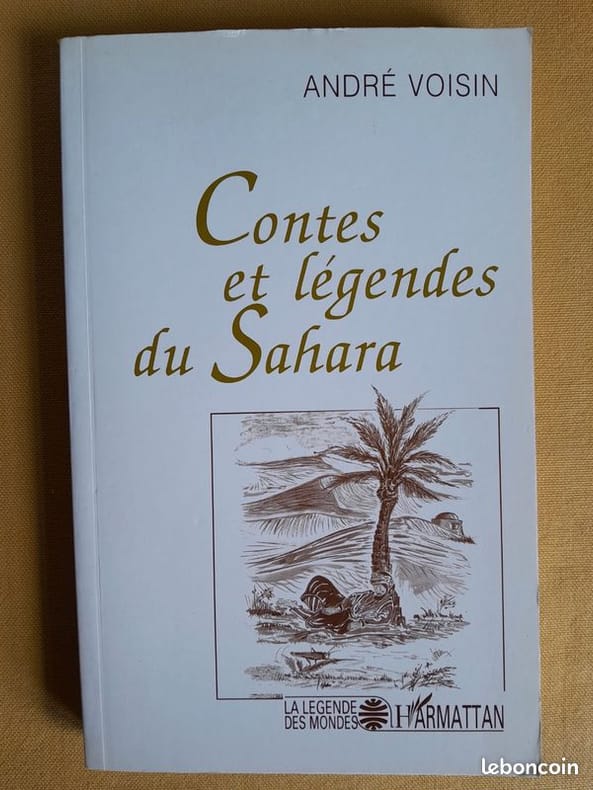 ANDRÉ VOISIN
Contes
et légendes
du Sahara
LA LEGENDE
DES MONDES
L'HARMATTAN
leboncoin